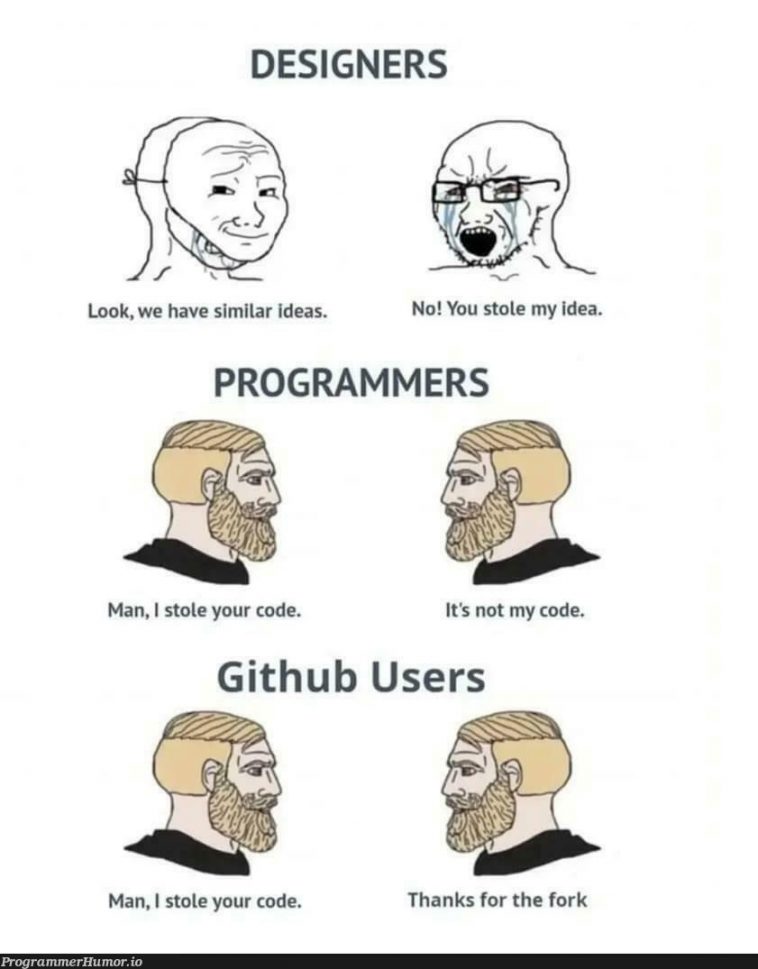 DESIGNERS
Look, we have similar ideas.
No! You stole my idea.
PROGRAMMERS
Man, I stole your code.
It's not my code.
Github Users
Man, I stole your code.
Thanks for the fork
ProgrammerHumor.io